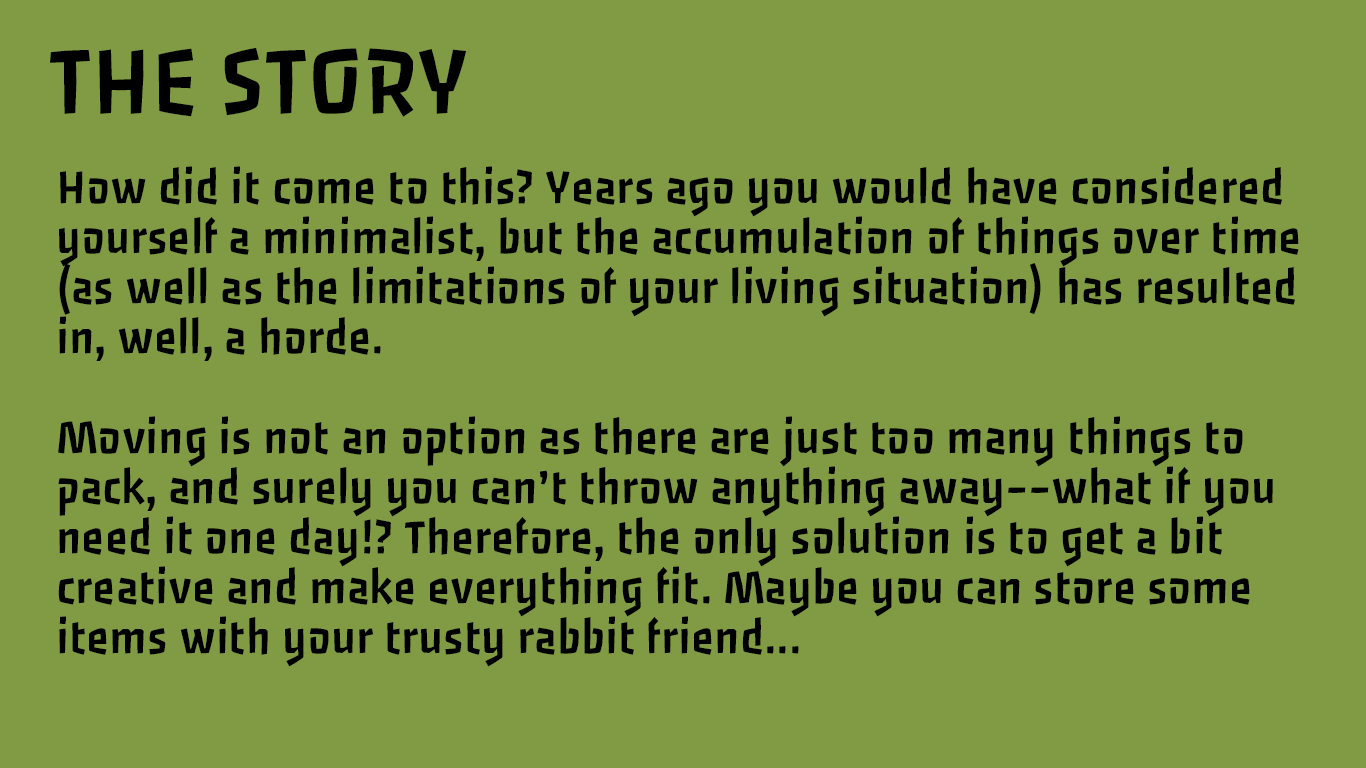 THE STORY
How did it come to this? Years ago you would have considered
yourself a minimalist, but the accumulation of things over time
(as well as the limitations of your living situation) has resulted
in, well, a horde.
Moving is not an option as there are just too many things to
pack, and surely you can't throw anything away--what if you
need it one day!? Therefore, the only solution is to get a bit
creative and make everything fit. Maybe you can store some
items with your trusty rabbit friend...